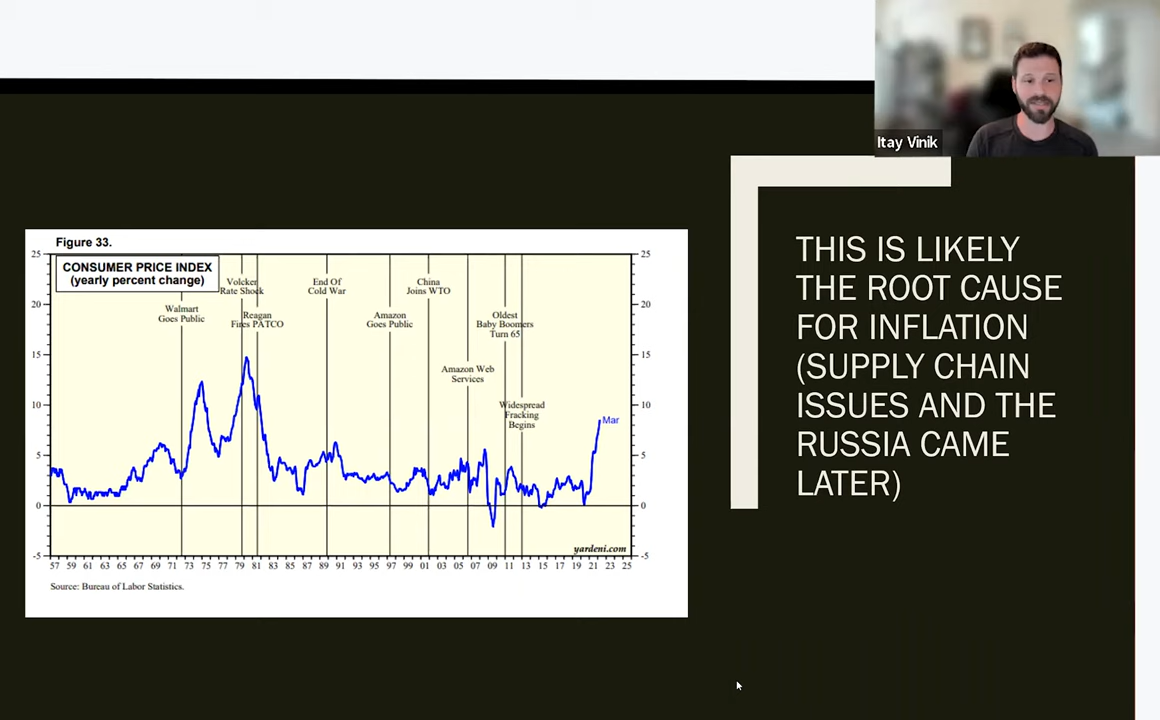 Itay Vinik
Figure 33.
CONSUMER PRICE INDEX
(yearly percent change)
Walmart
Goes Public
Volcker
Rate Shock
Reagan
Fires PATCO
End Of
Cold War
Amazon
Goes Public
China
Joins WTO
Amazon Web
Services
Oldest
Baby Boomers
Turn 65
Widespread
Fracking
Begins
Mar
25
20
15
10
5
0
-5
25
20
15
10
5
0
-5
yardeni.com
57 59 61 63 65 67 69 71 73 75 77 79 81 83 85 87 89 91 93 95 97 99 01 03 05 07 09 11 13 15 17 19 21 23 25
Source: Bureau of Labor Statistics.
THIS IS LIKELY
THE ROOT CAUSE
FOR INFLATION
(SUPPLY CHAIN
ISSUES AND THE
RUSSIA CAME
LATER)